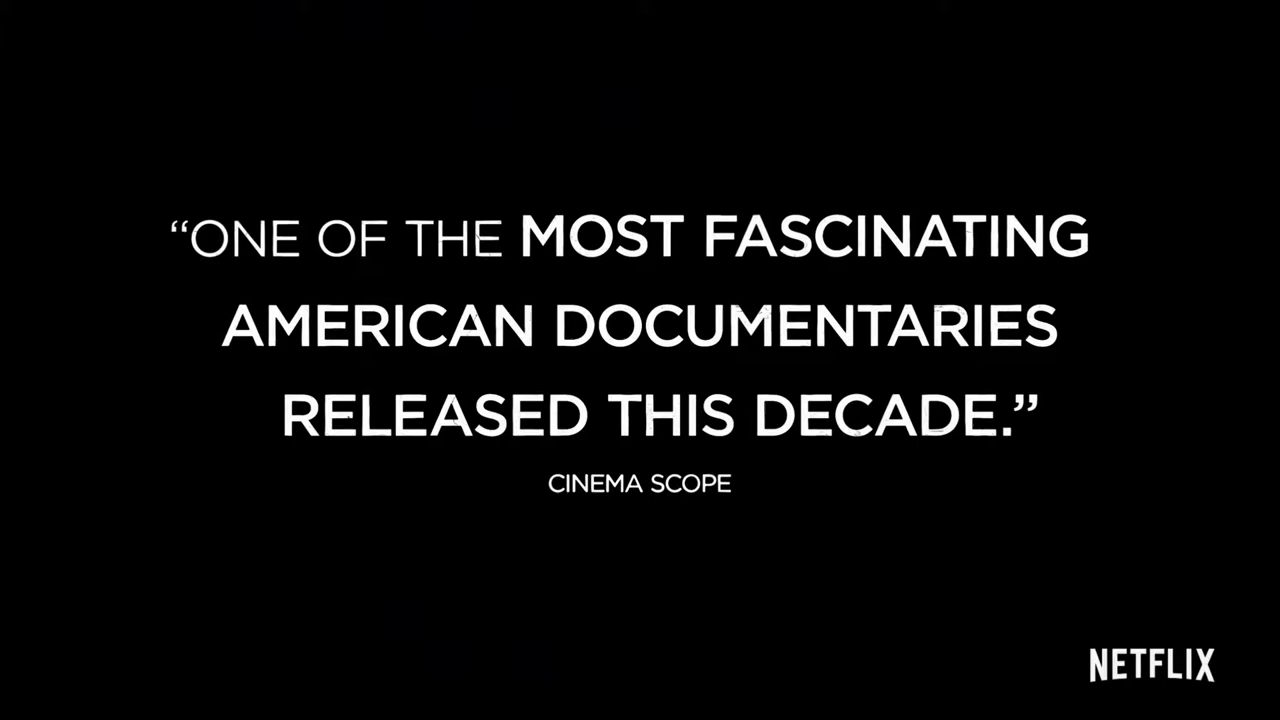 “ONE OF THE MOST FASCINATING
AMERICAN DOCUMENTARIES
RELEASED THIS DECADE.”
CINEMA SCOPE
NETFLIX